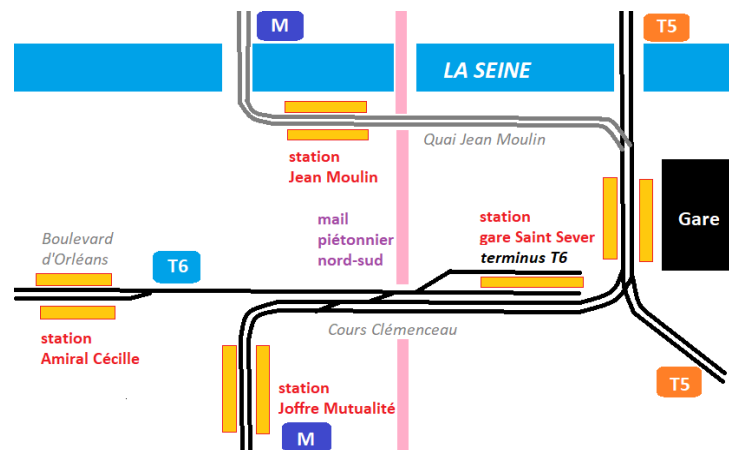 M
T5
LA SEINE
Quai Jean Moulin
station
Jean Moulin
mail
piétonnier
nord-sud
station
gare Saint Sever
terminus T6
Gare
Boulevard
d'Orléans
T6
Cours Clémenceau
station
Amiral Cécille
station
Joffre Mutualité
T5
M